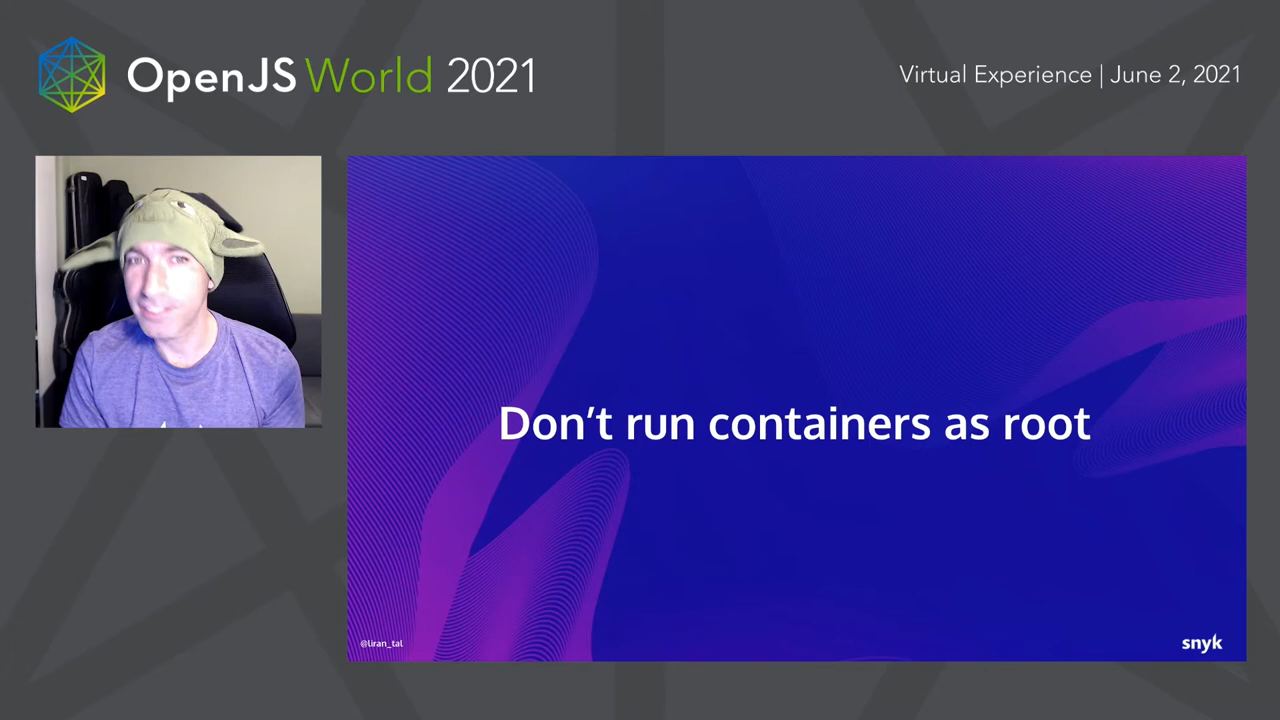 OpenJS World 2021
Virtual Experience | June 2, 2021
Don't run containers as root
@liran_tal
snyk